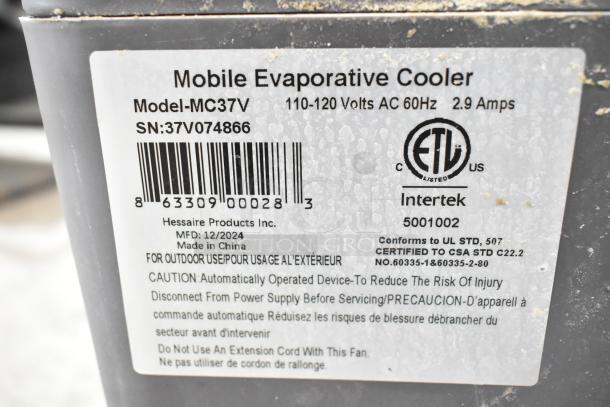 Mobile Evaporative Cooler
Model-MC37V 110-120 Volts AC 60Hz 2.9 Amps
SN:37V074866
8 63309 00028 3
ETL
C US
LISTED
Intertek
5001002
Hessaire Products Inc.
MFD: 12/2024
Made in China
FOR OUTDOOR USE/POUR USAGE AL'EXTÉRIEUR
Conforms to UL STD, 507
CERTIFIED TO CSA STD C22.2
NO.60335-1&60335-2-80
CAUTION:Automatically Operated Device-To Reduce The Risk Of Injury
Disconnect From Power Supply Before Servicing/PRECAUCION-D'apparell à
commande automatique Réduisez les risques de blessure débrancher du
secteur avant d'intervenir
Do Not Use An Extension Cord With This Fan.
Ne pas utiliser de cordon de rallonge.